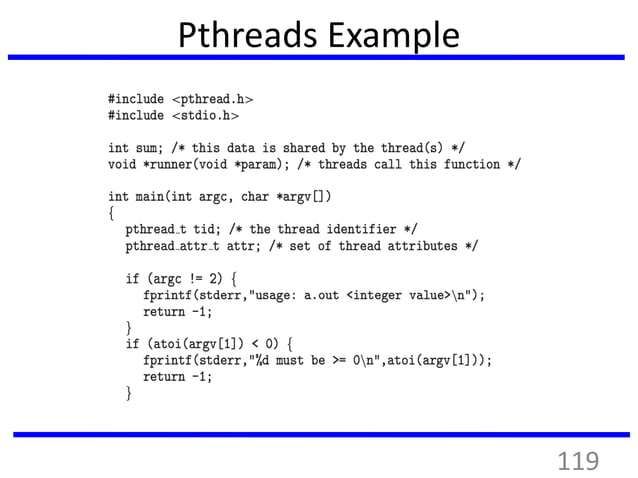 Pthreads Example
#include <pthread.h>
#include <stdio.h>
int sum; /* this data is shared by the thread(s) */
void *runner(void *param); /* threads call this function */
int main(int argc, char *argv[])
{
pthread_t tid; /* the thread identifier */
pthread_attr_t attr; /* set of thread attributes */
if (argc != 2) {
fprintf(stderr,"usage: a.out <integer value>\n");
return -1;
}
if (atoi(argv[1]) < 0) {
fprintf(stderr,"%d must be >= 0\n",atoi(argv[1]));
return -1;
}
119